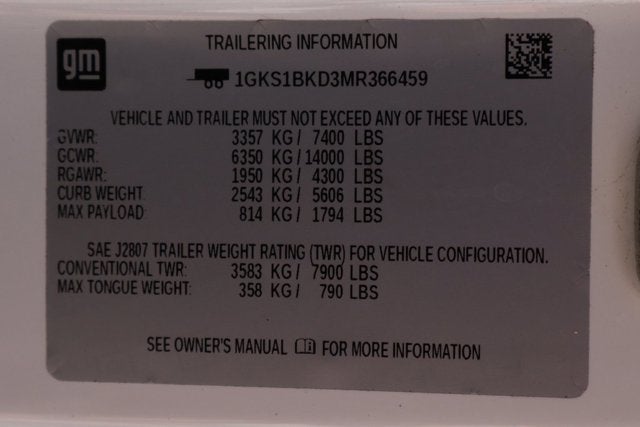 gm
TRAILERING INFORMATION
1GKS1BKD3MR366459
VEHICLE AND TRAILER MUST NOT EXCEED ANY OF THESE VALUES.
GVWR: 3357 KG / 7400 LBS
GCWR: 6350 KG / 14000 LBS
RGAWR: 1950 KG / 4300 LBS
CURB WEIGHT: 2543 KG / 5606 LBS
MAX PAYLOAD: 814 KG / 1794 LBS
SAE J2807 TRAILER WEIGHT RATING (TWR) FOR VEHICLE CONFIGURATION.
CONVENTIONAL TWR: 3583 KG / 7900 LBS
MAX TONGUE WEIGHT: 358 KG / 790 LBS
SEE OWNER'S MANUAL FOR MORE INFORMATION